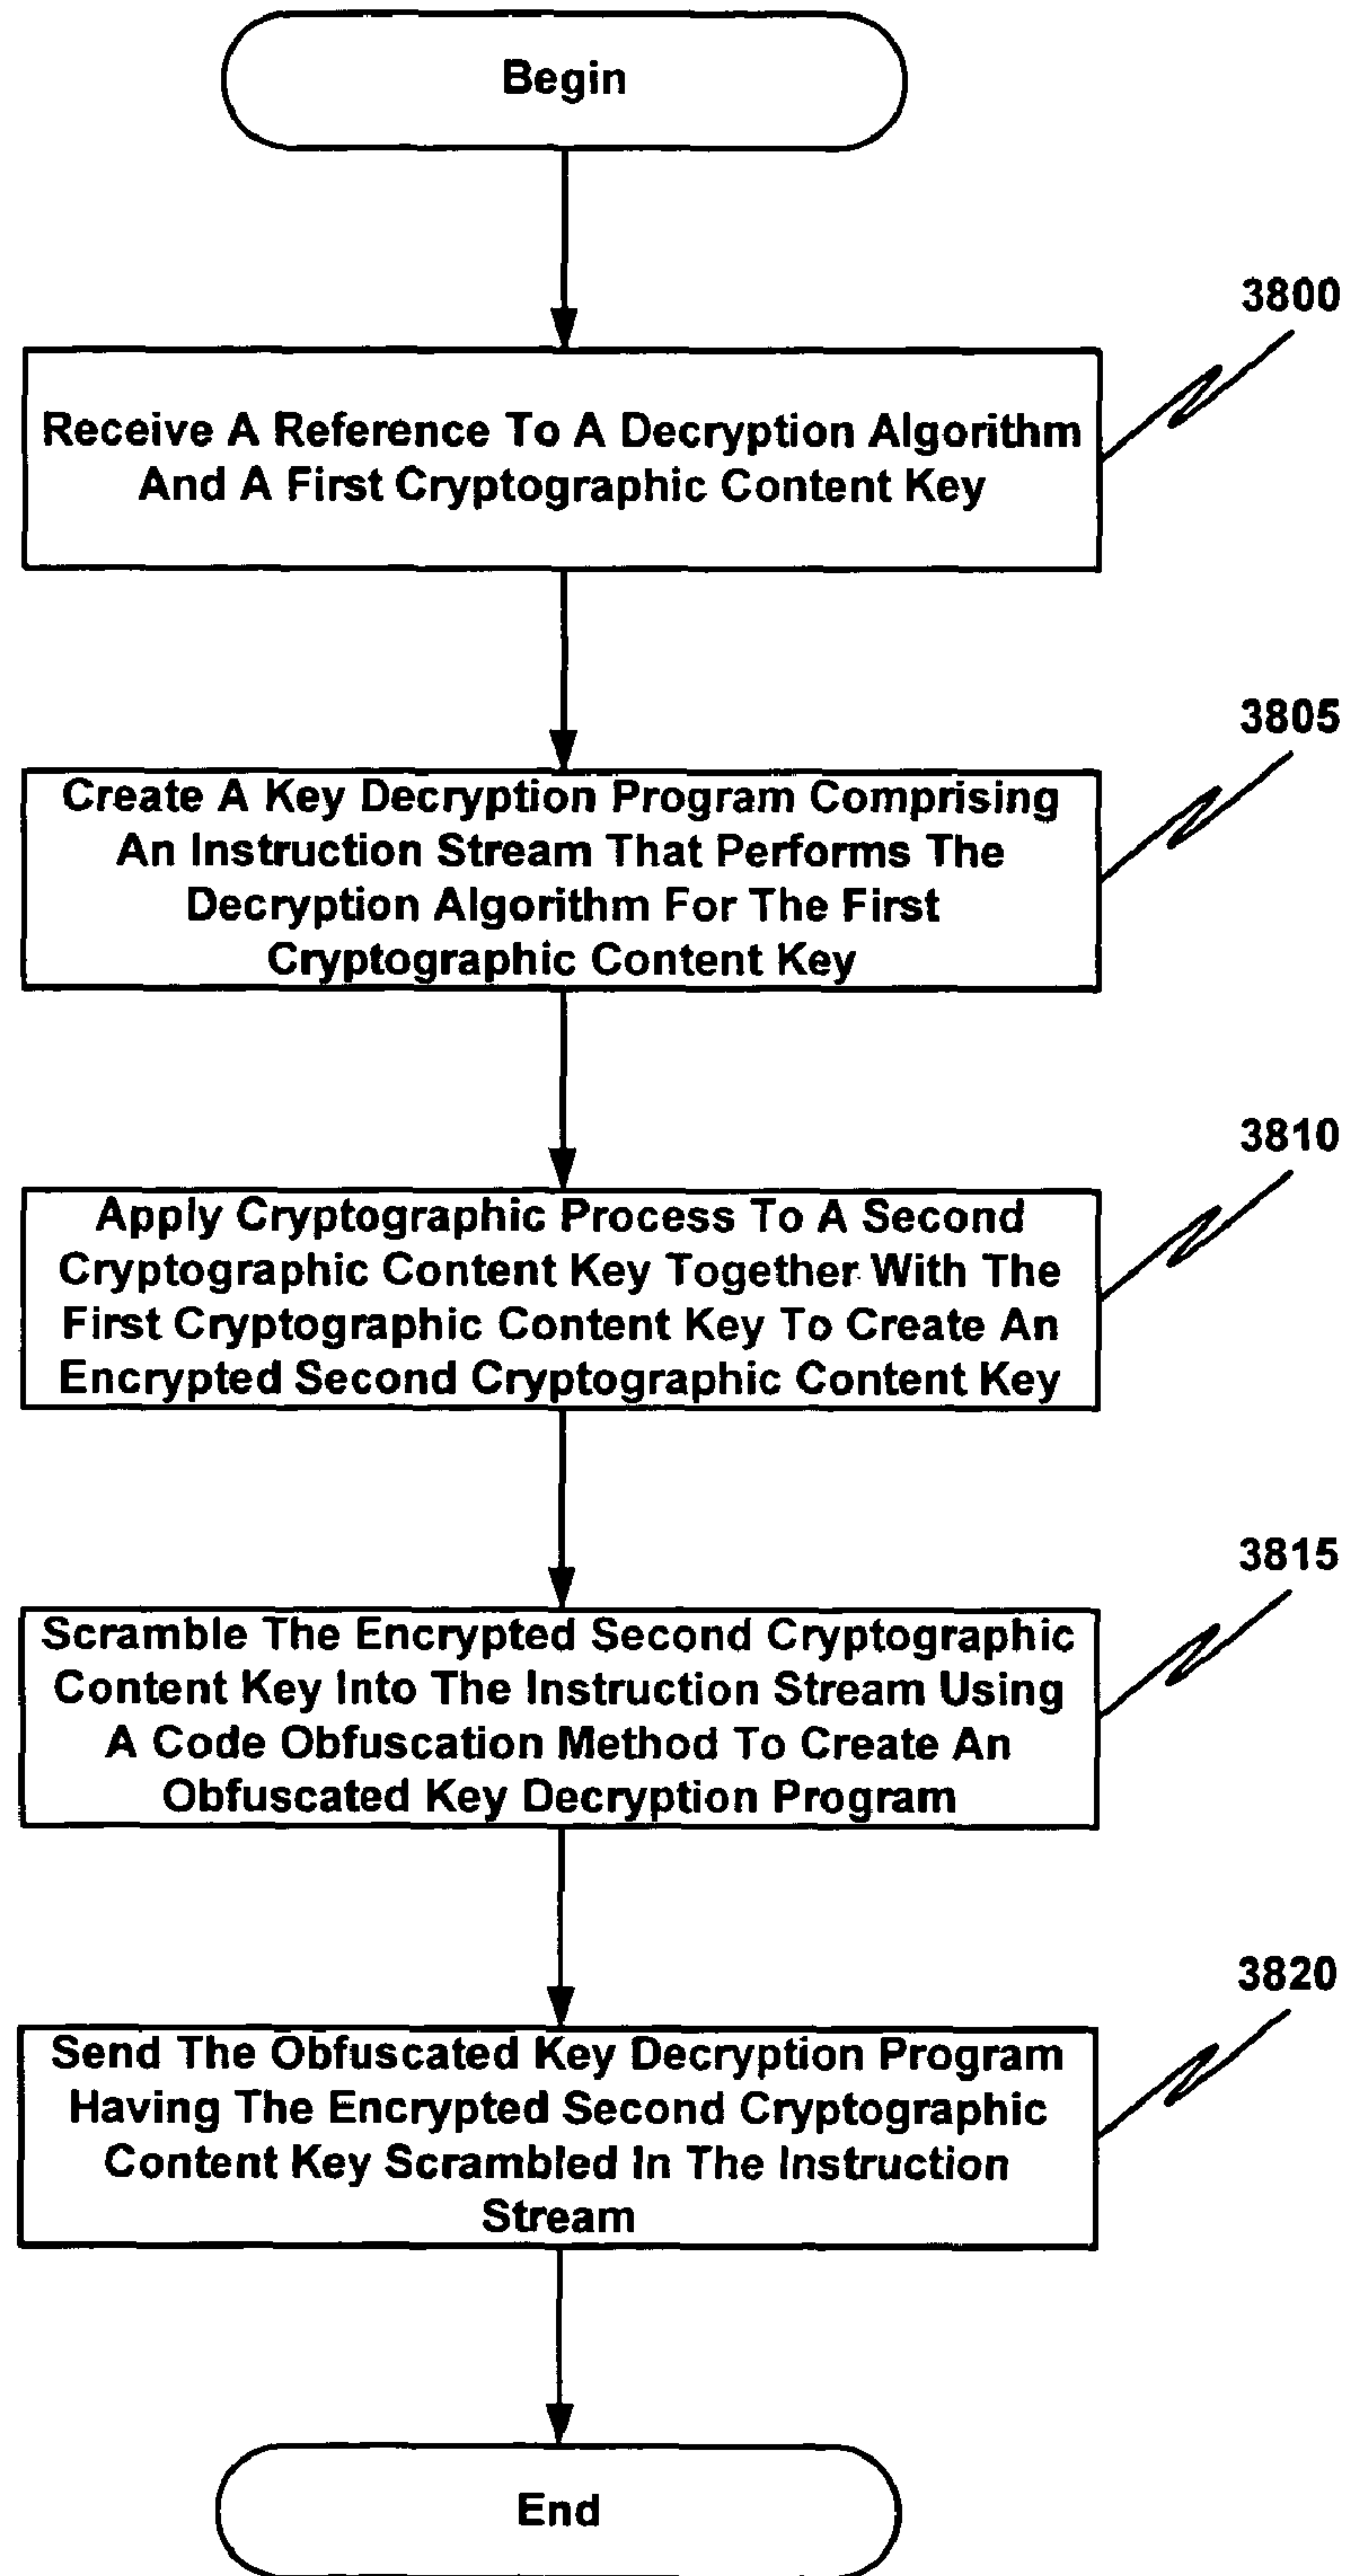 Begin
3800
Receive A Reference To A Decryption Algorithm
And A First Cryptographic Content Key
3805
Create A Key Decryption Program Comprising
An Instruction Stream That Performs The
Decryption Algorithm For The First
Cryptographic Content Key
3810
Apply Cryptographic Process To A Second
Cryptographic Content Key Together With The
First Cryptographic Content Key To Create An
Encrypted Second Cryptographic Content Key
3815
Scramble The Encrypted Second Cryptographic
Content Key Into The Instruction Stream Using
A Code Obfuscation Method To Create An
Obfuscated Key Decryption Program
3820
Send The Obfuscated Key Decryption Program
Having The Encrypted Second Cryptographic
Content Key Scrambled In The Instruction
Stream
End